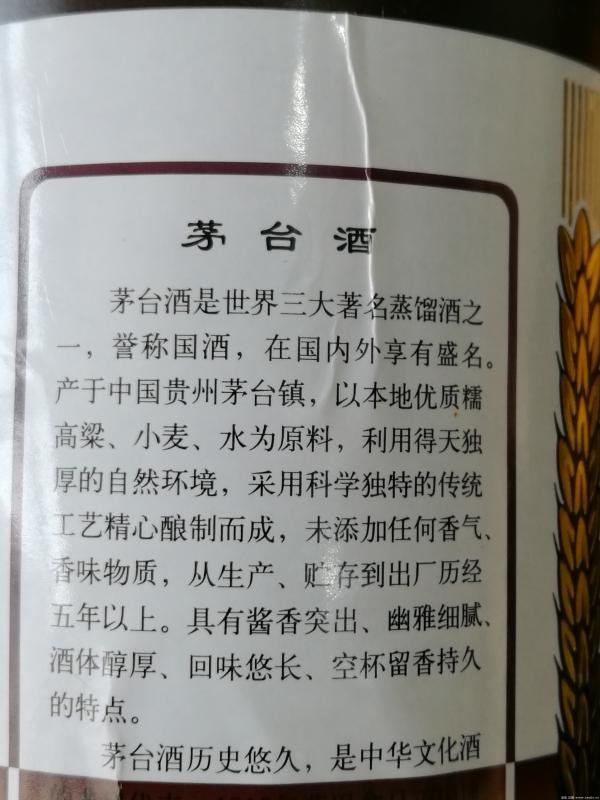 茅台酒
茅台酒是世界三大著名蒸馏酒之
一，誉称国酒，在国内外享有盛名。
产于中国贵州茅台镇，以本地优质糯
高粱、小麦、水为原料，利用得天独
厚的自然环境，采用科学独特的传统
工艺精心酿制而成，未添加任何香气、
香味物质，从生产、贮存到出厂历经
五年以上。具有酱香突出、幽雅细腻、
酒体醇厚、回味悠长、空杯留香持久
的特点。
茅台酒历史悠久，是中华文化酒